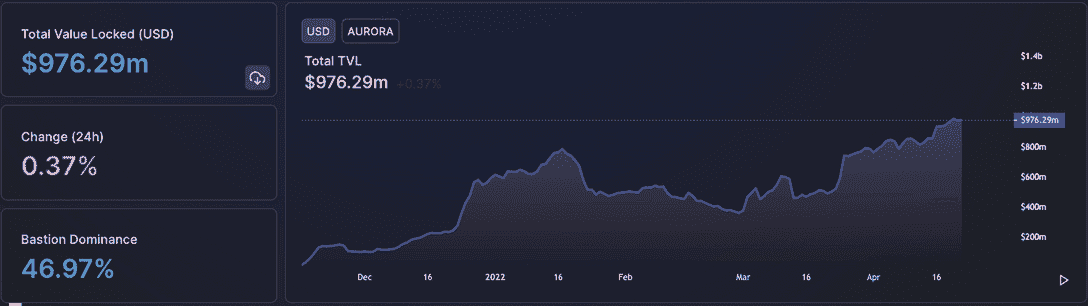 Total Value Locked (USD)
$976.29m
Change (24h)
0.37%
Bastion Dominance
46.97%
USD AURORA
Total TVL
$976.29m +0.37%
$1.4b
$1.2b
$976.29m
$800m
$600m
$400m
$200m
Dec 16 2022 16 Feb Mar 16 Apr 16